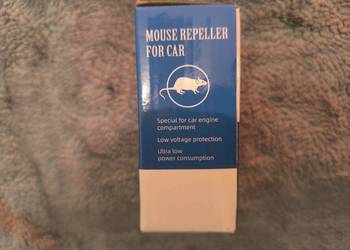 MOUSE REPELLER
FOR CAR
Special for car engine
compartment
Low voltage protection
Ultra low
power consumption